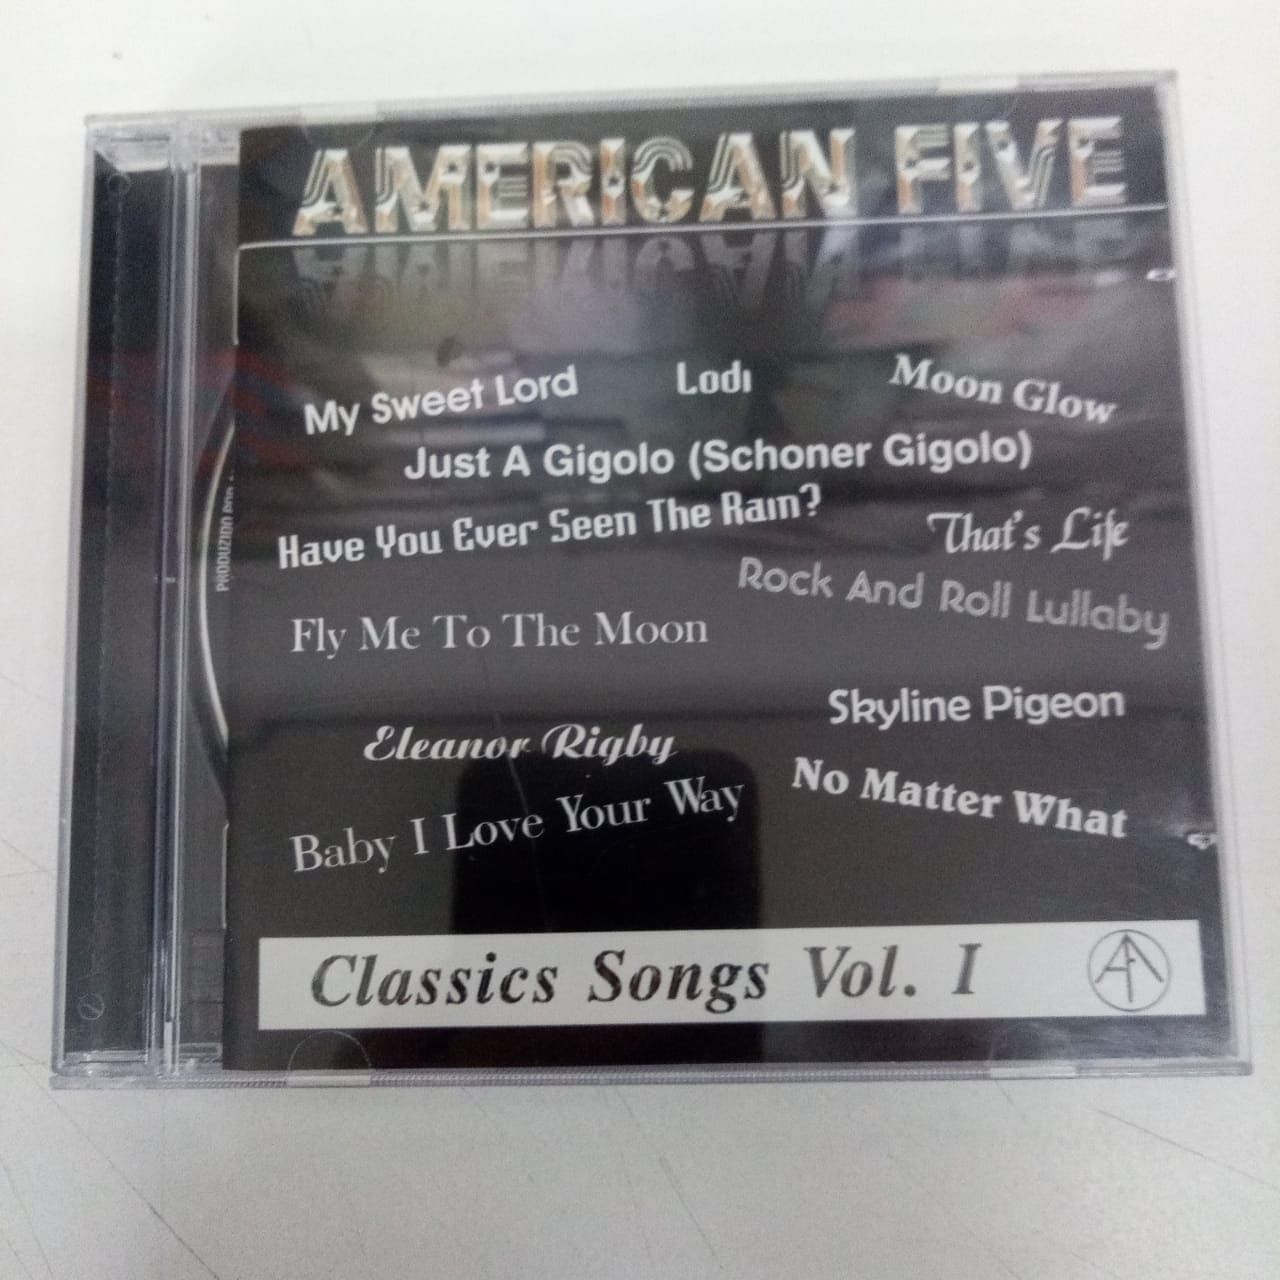 AMERICAN FIVE
My Sweet Lord
Lodi
Moon Glow
Just A Gigolo (Schoner Gigolo)
Have You Ever Seen The Rain?
That's Life
Rock And Roll Lullaby
Fly Me To The Moon
Skyline Pigeon
Eleanor Rigby
No Matter What
Baby I Love Your Way
Classics Songs Vol. I
PRODUZIDO POR